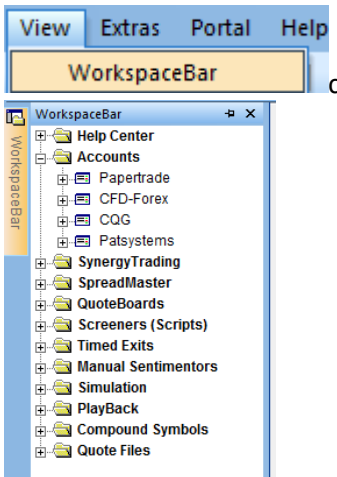 View Extras Portal Help
WorkspaceBar
WorkspaceBar
WorkspaceBar
Help Center
Accounts
Papertrade
CFD-Forex
CQG
Patsystems
SynergyTrading
SpreadMaster
QuoteBoards
Screeners (Scripts)
Timed Exits
Manual Sentimentors
Simulation
PlayBack
Compound Symbols
Quote Files